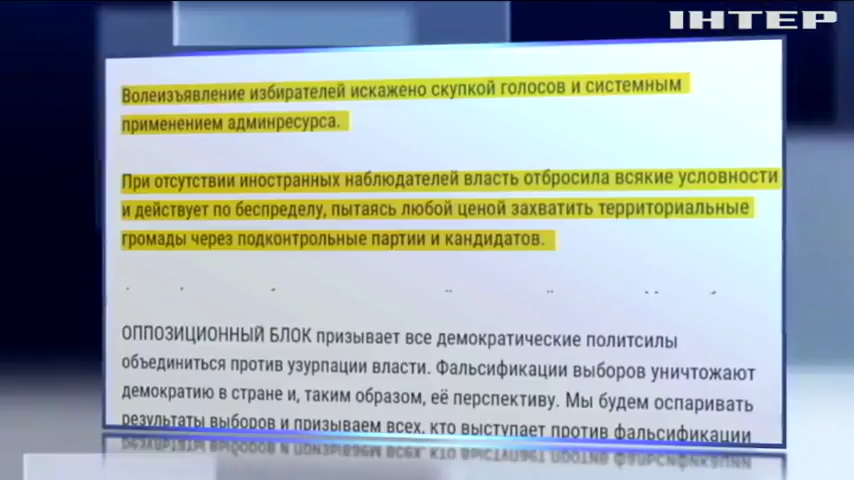 ІНТЕР
Волеизъявление избирателей искажено скупкой голосов и системным
применением админресурса.
При отсутствии иностранных наблюдателей власть отбросила всякие условности
и действует по беспределу, пытаясь любой ценой захватить территориальные
громады через подконтрольные партии и кандидатов.
ОППОЗИЦИОННЫЙ БЛОК призывает все демократические политсилы
объединиться против узурпации власти. Фальсификации выборов уничтожают
демократию в стране и, таким образом, её перспективу. Мы будем оспаривать
результаты выборов и призываем всех, кто выступает против фальсификации